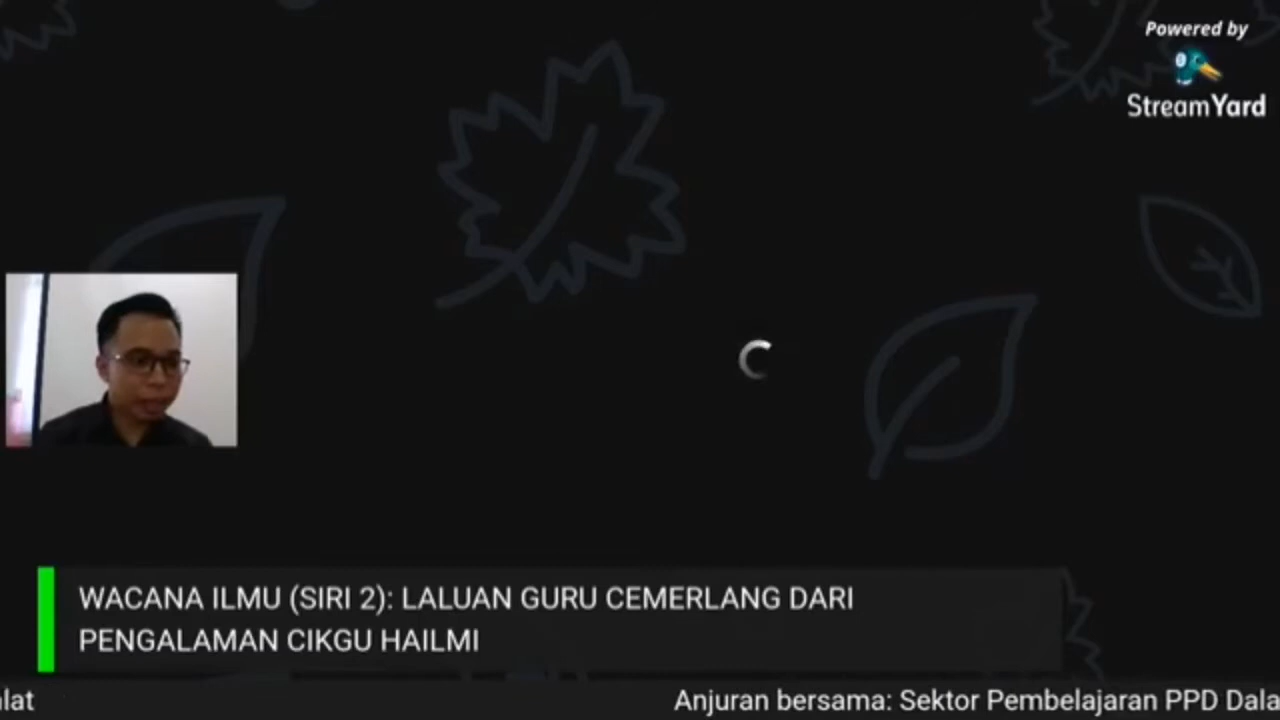 Powered by
StreamYard
WACANA ILMU (SIRI 2): LALUAN GURU CEMERLANG DARI
PENGALAMAN CIKGU HAILMI
Anjuran bersama: Sektor Pembelajaran PPD Dala